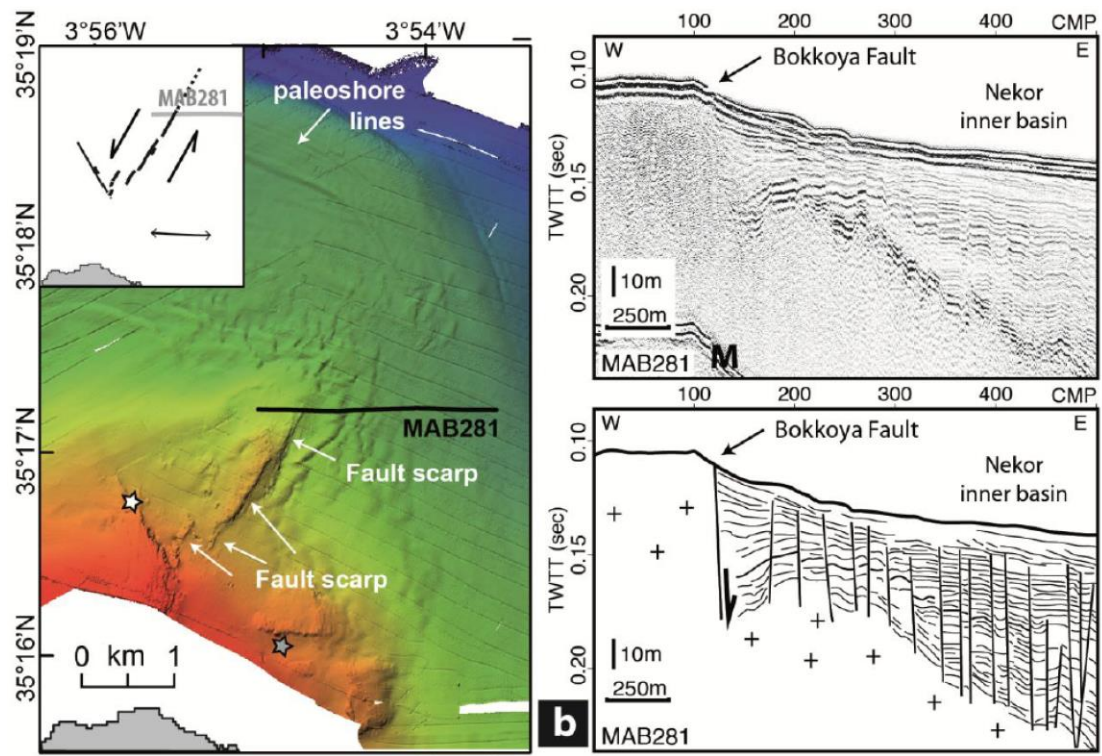 3°56'W
3°54'W
35°19'N
MAB281
paleoshore
lines
35°18'N
MAB281
35°17'N
Fault scarp
Fault scarp
35°16'N
0 km 1
b
100 200 300 400 CMP
W
E
Bokkoya Fault
Nekor
inner basin
0.10
0.15
0.20
TWTT (sec)
10m
250m
MAB281
M
100 200 300 400 CMP
W
E
Bokkoya Fault
Nekor
inner basin
0.10
0.15
0.20
TWTT (sec)
10m
250m
MAB281